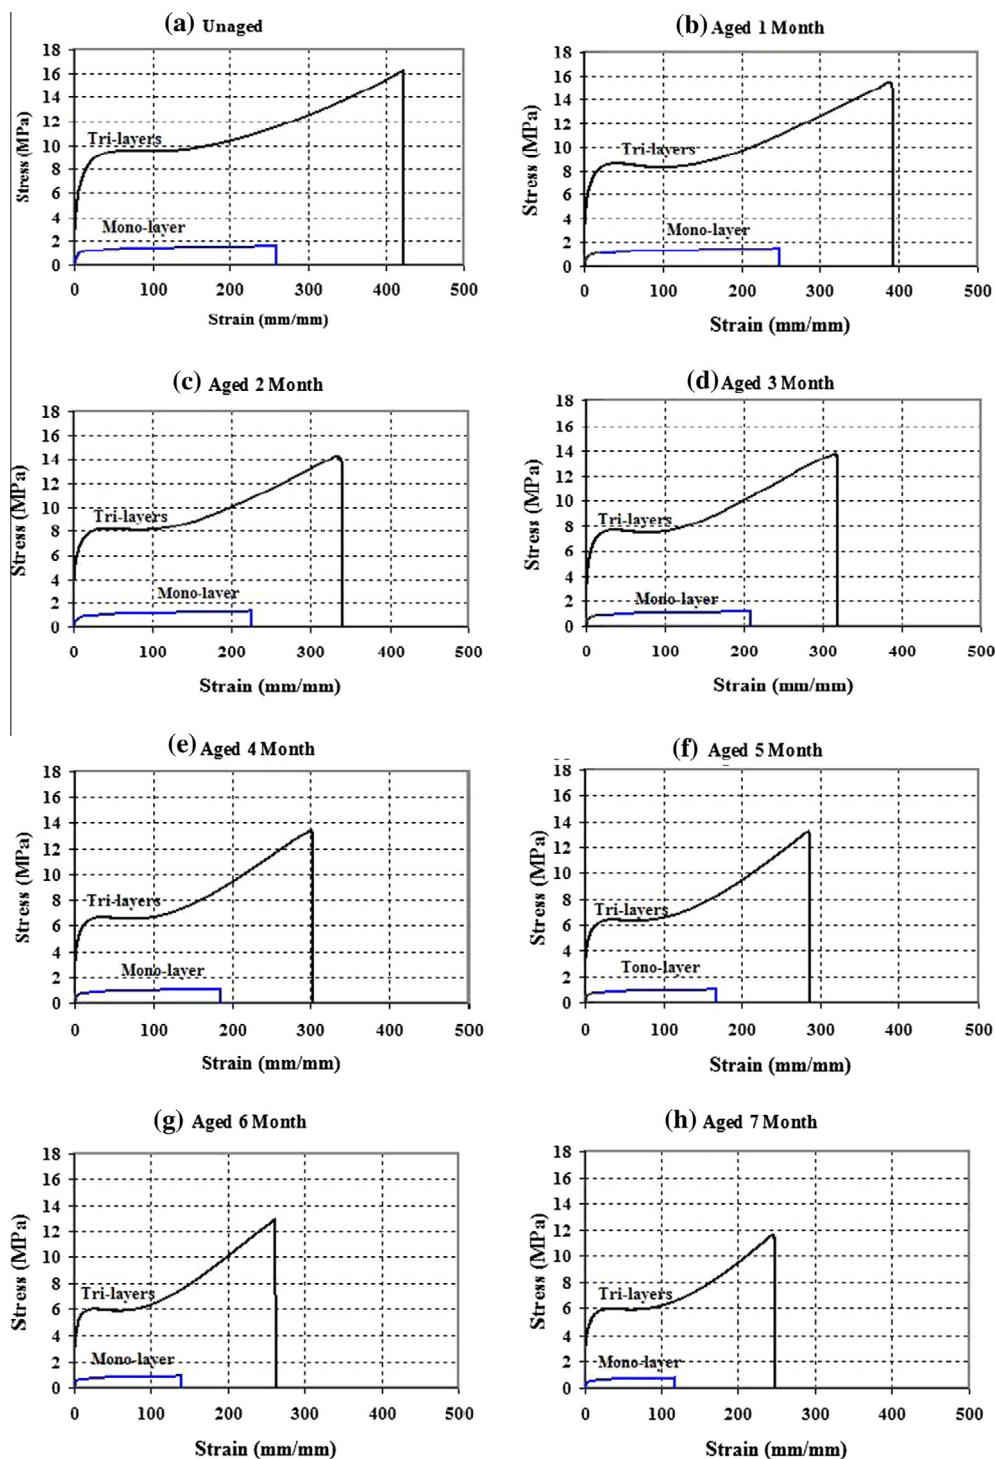 (a) Unaged
18
16
14
12
10
8
6
4
2
0
Stress (MPa)
Tri-layers
Mono-layer
0 100 200 300 400 500
Strain (mm/mm)
(b) Aged 1 Month
18
16
14
12
10
8
6
4
2
0
Stress (MPa)
Tri-layers
Mono-layer
0 100 200 300 400 500
Strain (mm/mm)
(c) Aged 2 Month
18
16
14
12
10
8
6
4
2
0
Stress (MPa)
Tri-layers
Mono-layer
0 100 200 300 400 500
Strain (mm/mm)
(d) Aged 3 Month
18
16
14
12
10
8
6
4
2
0
Stress (MPa)
Tri-layers
Mono-layer
0 100 200 300 400 500
Strain (mm/mm)
(e) Aged 4 Month
18
16
14
12
10
8
6
4
2
0
Stress (MPa)
Tri-layers
Mono-layer
0 100 200 300 400 500
Strain (mm/mm)
(f) Aged 5 Month
18
16
14
12
10
8
6
4
2
0
Stress (MPa)
Tri-layers
Tono-layer
0 100 200 300 400 500
Strain (mm/mm)
(g) Aged 6 Month
18
16
14
12
10
8
6
4
2
0
Stress (MPa)
Tri-layers
Mono-layer
0 100 200 300 400 500
Strain (mm/mm)
(h) Aged 7 Month
18
16
14
12
10
8
6
4
2
0
Stress (MPa)
Tri-layers
Mono-layer
0 100 200 300 400 500
Strain (mm/mm)